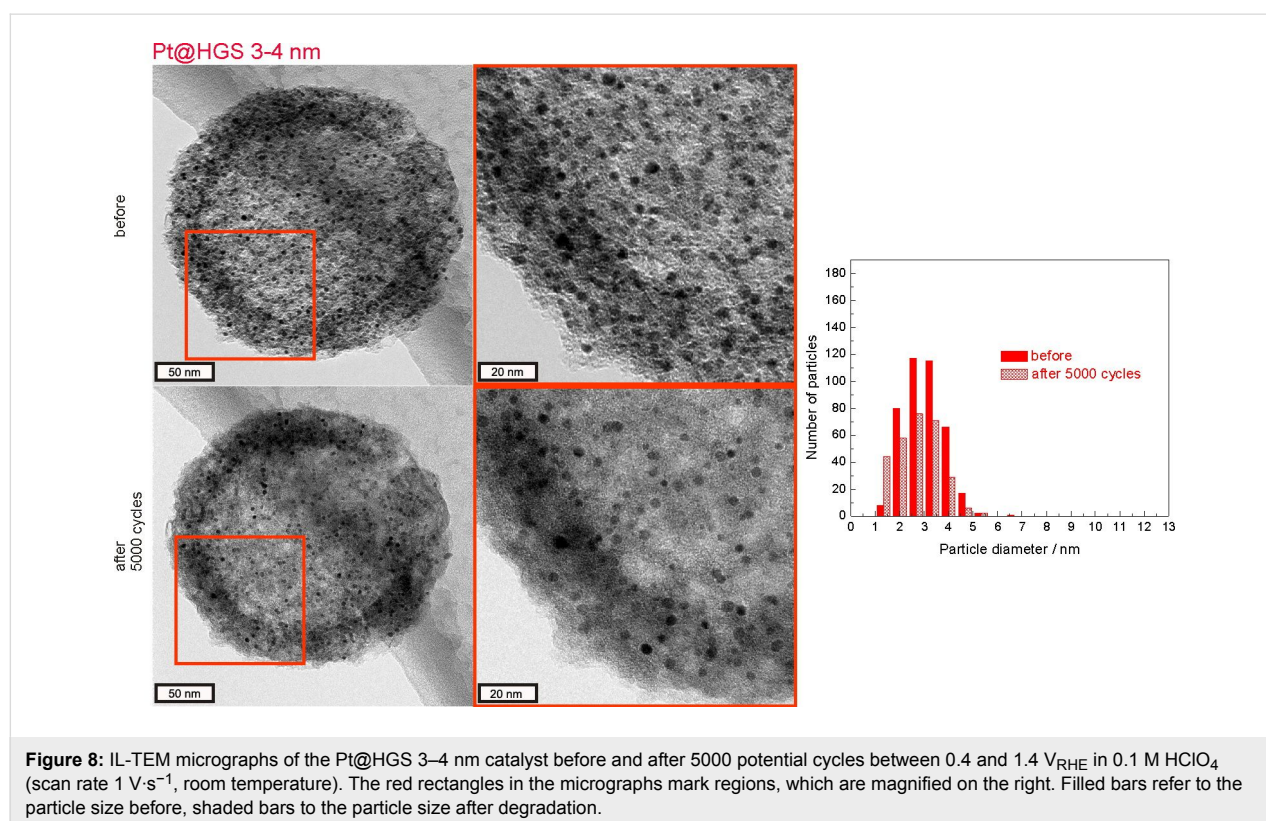 Pt@HGS 3-4 nm
before
50 nm
20 nm
after
5000 cycles
50 nm
20 nm
Number of particles
180
160
140
120
100
80
60
40
20
0
0 1 2 3 4 5 6 7 8 9 10 11 12 13
Particle diameter / nm
before
after 5000 cycles
Figure 8: IL-TEM micrographs of the Pt@HGS 3–4 nm catalyst before and after 5000 potential cycles between 0.4 and 1.4 V_RHE in 0.1 M HClO₄
(scan rate 1 V·s⁻¹, room temperature). The red rectangles in the micrographs mark regions, which are magnified on the right. Filled bars refer to the
particle size before, shaded bars to the particle size after degradation.